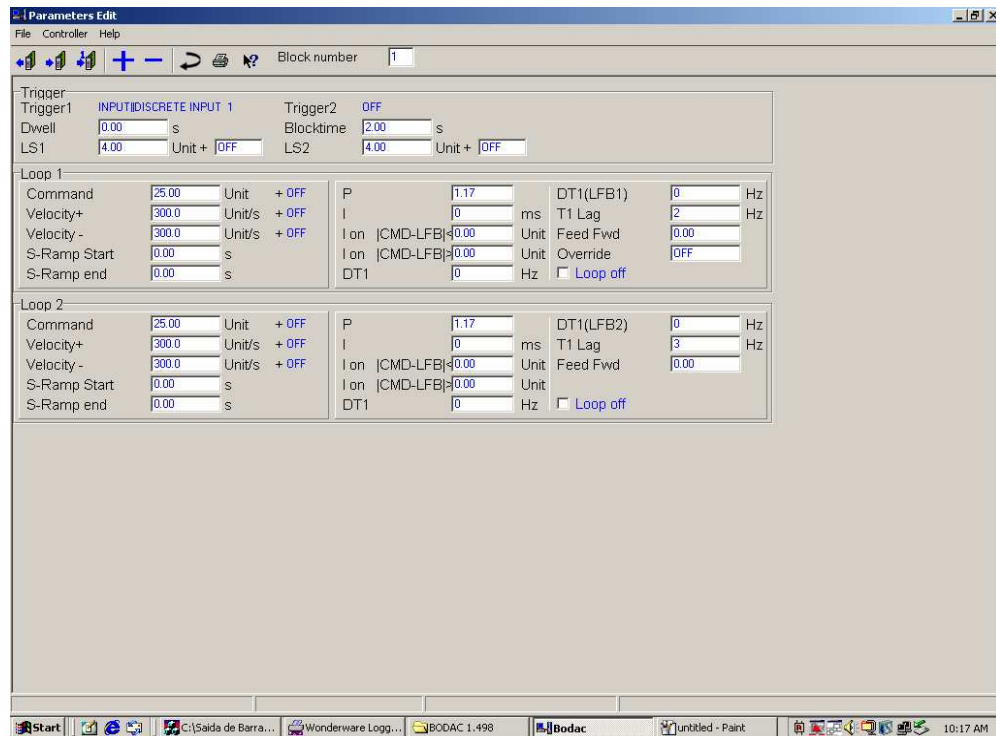 Parameters Edit
File Controller Help
Block number 1
Trigger
Trigger1 INPUT|DISCRETE INPUT 1 Trigger2 OFF
Dwell 0.00 s Blocktime 2.00 s
LS1 4.00 Unit + OFF LS2 4.00 Unit + OFF
Loop 1
Command 25.00 Unit + OFF P 1.17 DT1(LFB1) 0 Hz
Velocity+ 300.0 Unit/s + OFF I 0 ms T1 Lag 2 Hz
Velocity - 300.0 Unit/s + OFF I on |CMD-LFB|< 0.00 Unit Feed Fwd 0.00
S-Ramp Start 0.00 s I on |CMD-LFB|> 0.00 Unit Override OFF
S-Ramp end 0.00 s DT1 0 Hz Loop off
Loop 2
Command 25.00 Unit + OFF P 1.17 DT1(LFB2) 0 Hz
Velocity+ 300.0 Unit/s + OFF I 0 ms T1 Lag 3 Hz
Velocity - 300.0 Unit/s + OFF I on |CMD-LFB|< 0.00 Unit Feed Fwd 0.00
S-Ramp Start 0.00 s I on |CMD-LFB|> 0.00 Unit
S-Ramp end 0.00 s DT1 0 Hz Loop off
Start C:\Saida de Barra... Wonderware Logg... BODAC 1.498 Bodac untitled - Paint 10:17 AM